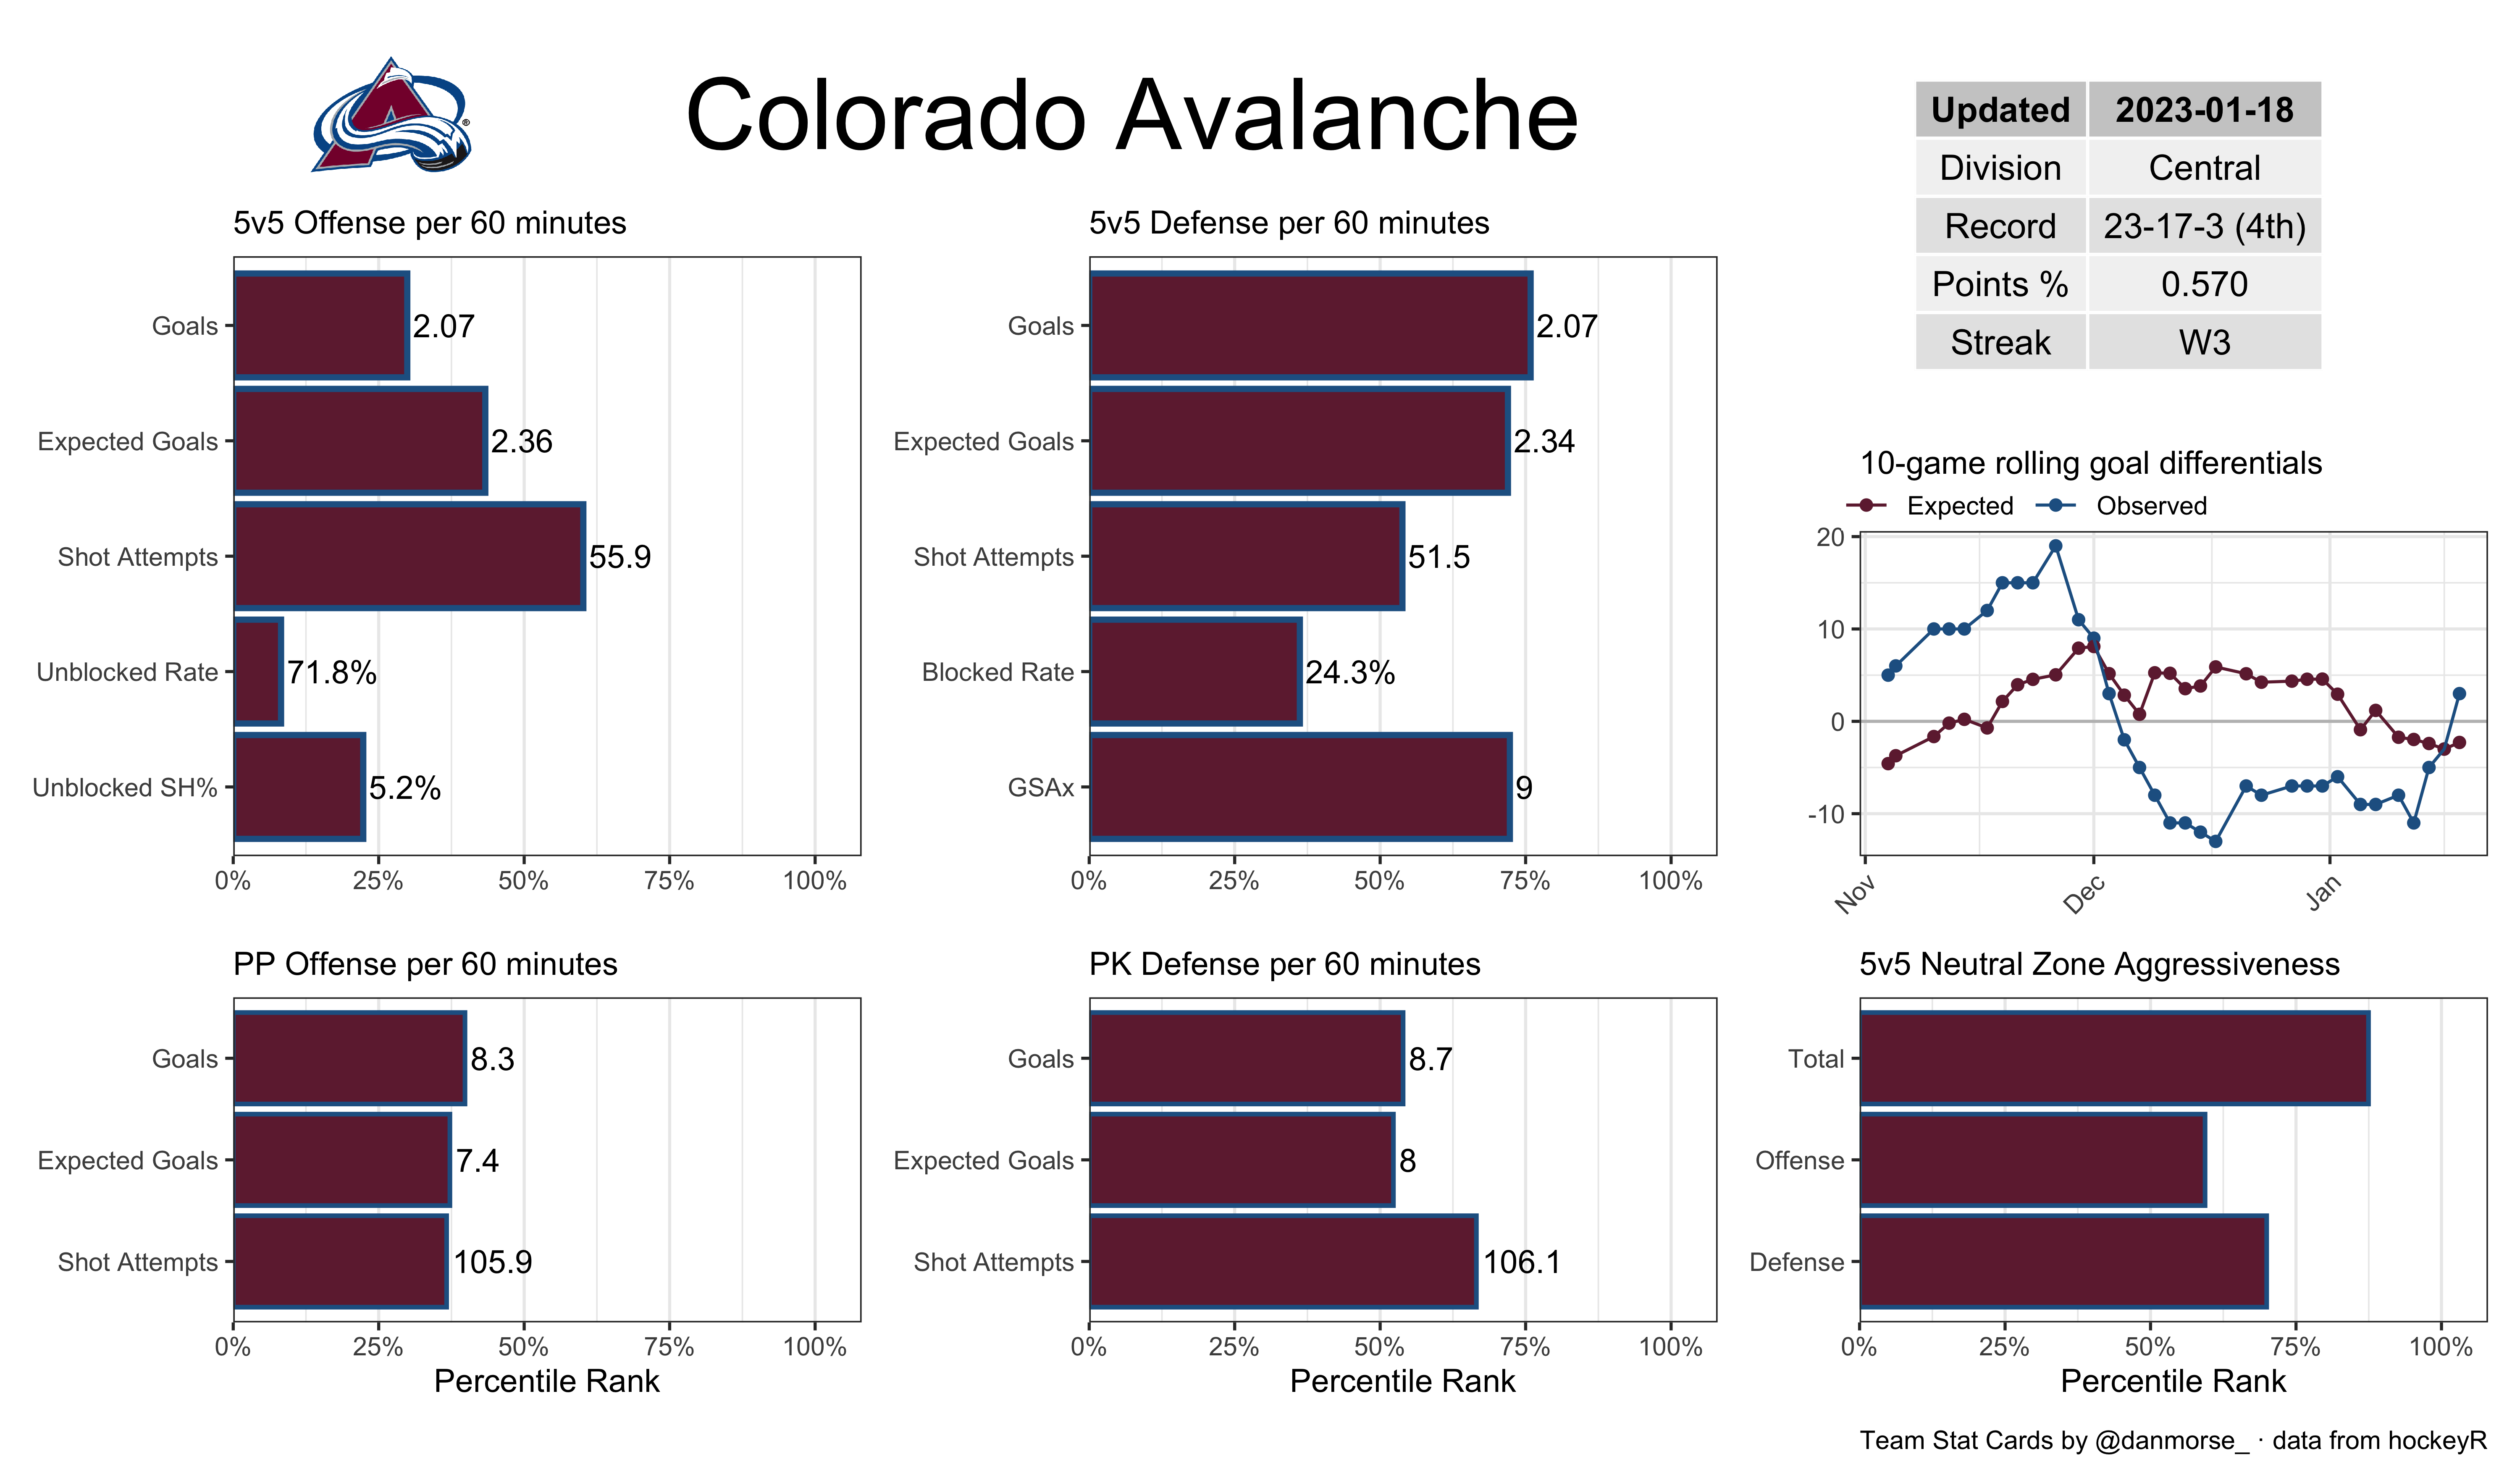 Colorado Avalanche
®
Updated 2023-01-18
Division Central
Record 23-17-3 (4th)
Points % 0.570
Streak W3
5v5 Offense per 60 minutes
Goals 2.07
Expected Goals 2.36
Shot Attempts 55.9
Unblocked Rate 71.8%
Unblocked SH% 5.2%
0% 25% 50% 75% 100%
5v5 Defense per 60 minutes
Goals 2.07
Expected Goals 2.34
Shot Attempts 51.5
Blocked Rate 24.3%
GSAx 9
0% 25% 50% 75% 100%
10-game rolling goal differentials
Expected Observed
20
10
0
-10
Nov Dec Jan
PP Offense per 60 minutes
Goals 8.3
Expected Goals 7.4
Shot Attempts 105.9
0% 25% 50% 75% 100%
Percentile Rank
PK Defense per 60 minutes
Goals 8.7
Expected Goals 8
Shot Attempts 106.1
0% 25% 50% 75% 100%
Percentile Rank
5v5 Neutral Zone Aggressiveness
Total
Offense
Defense
0% 25% 50% 75% 100%
Percentile Rank
Team Stat Cards by @danmorse_ · data from hockeyR